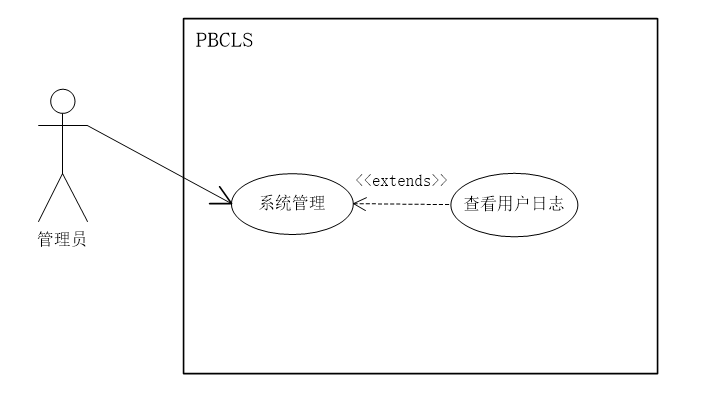 PBCLS
<<extends>>
系统管理
查看用户日志
管理员